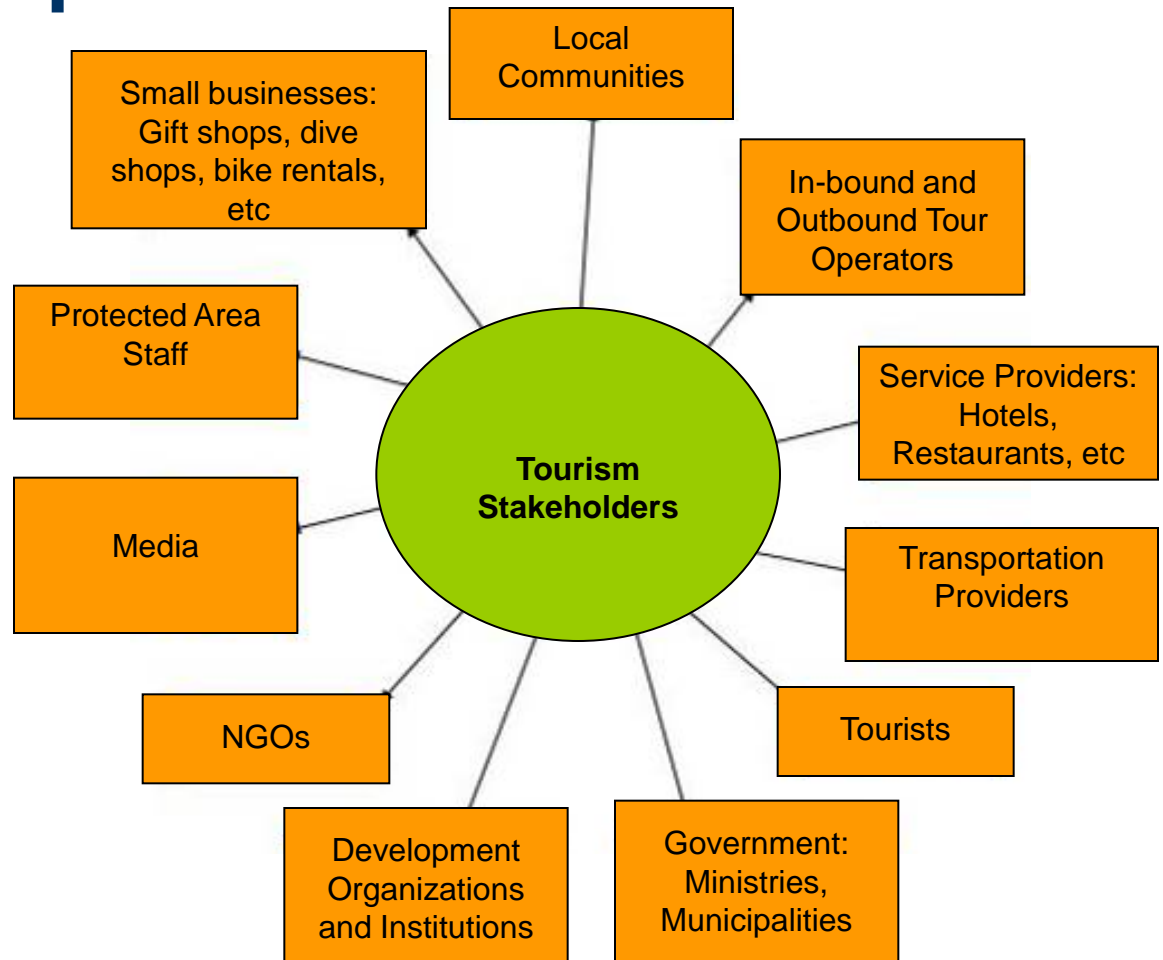 Local
Communities
Small businesses:
Gift shops, dive
shops, bike rentals,
etc
In-bound and
Outbound Tour
Operators
Protected Area
Staff
Service Providers:
Hotels,
Restaurants, etc
Tourism
Stakeholders
Media
Transportation
Providers
NGOs
Tourists
Development
Organizations
and Institutions
Government:
Ministries,
Municipalities